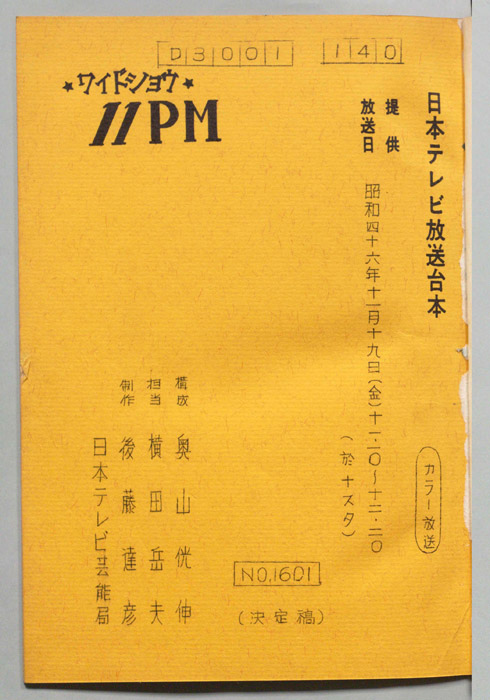 D3001 140
★ワイドショウ★
11PM
日本テレビ放送台本
カラー放送
提供
放送日 昭和四十六年十一月十九日(金)十一・二〇〜十二・二〇
(於十スタ)
NO.1601
(決定稿)
構成 奥山侊伸
担当 横田岳夫
制作 後藤達彦
日本テレビ芸能局